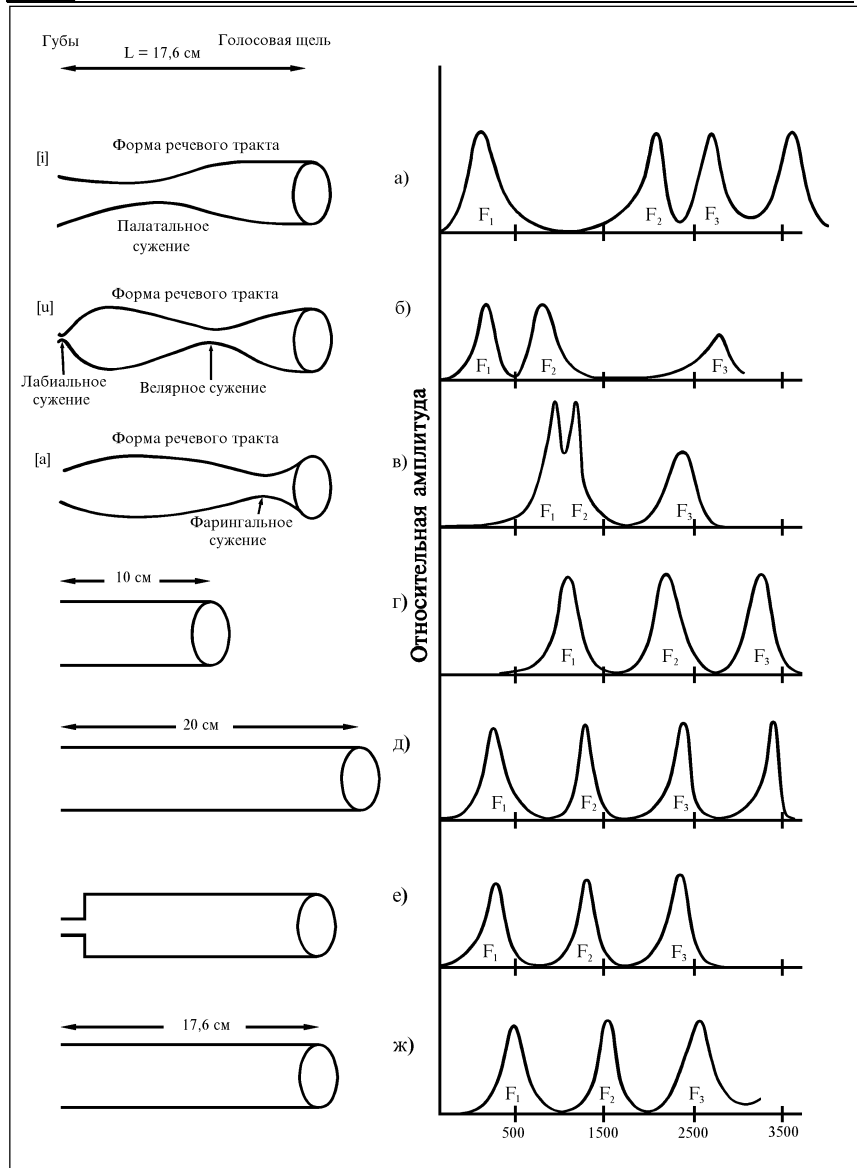 Губы
Голосовая щель
L = 17,6 см
[i]
Форма речевого тракта
Палатальное
сужение
а)
F1
F2
F3
[u]
Форма речевого тракта
Лабиальное
сужение
Велярное сужение
б)
F1
F2
F3
[a]
Форма речевого тракта
Фарингальное
сужение
в)
F1
F2
F3
Относительная амплитуда
10 см
г)
F1
F2
F3
20 см
д)
F1
F2
F3
е)
F1
F2
F3
17,6 см
ж)
F1
F2
F3
500
1500
2500
3500